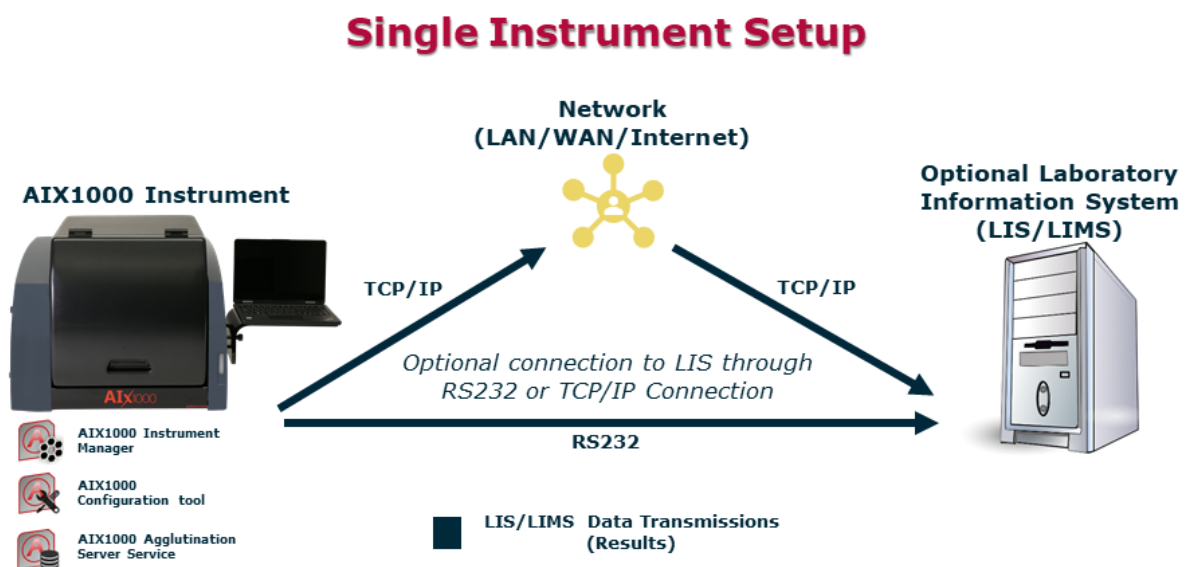 Single Instrument Setup
Network
(LAN/WAN/Internet)
AIX1000 Instrument
Optional Laboratory
Information System
(LIS/LIMS)
TCP/IP
TCP/IP
Optional connection to LIS through
RS232 or TCP/IP Connection
AIx1000
RS232
AIX1000 Instrument
Manager
AIX1000
Configuration tool
LIS/LIMS Data Transmissions
(Results)
AIX1000 Agglutination
Server Service